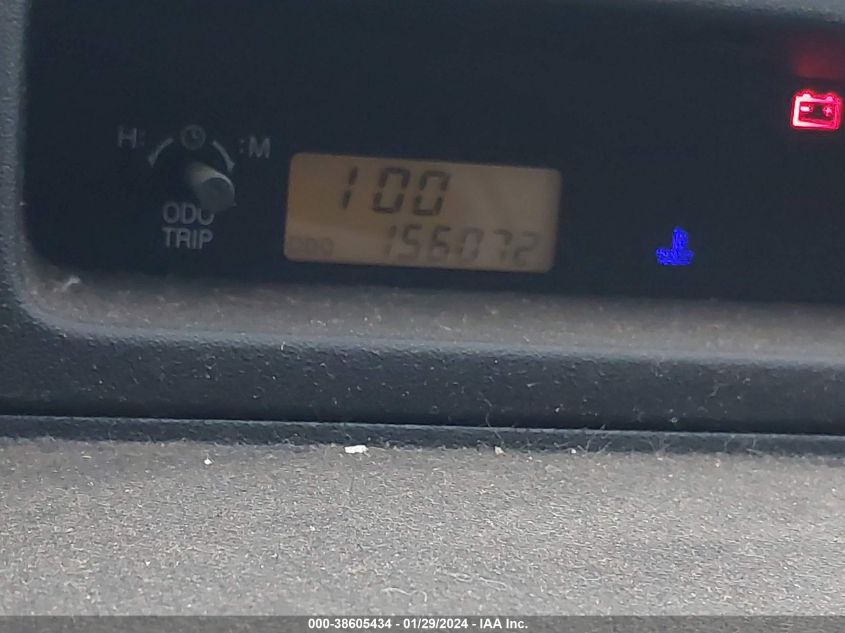 H: :M
ODO
TRIP
100
ODO 156072
000-38605434 - 01/29/2024 - IAA Inc.